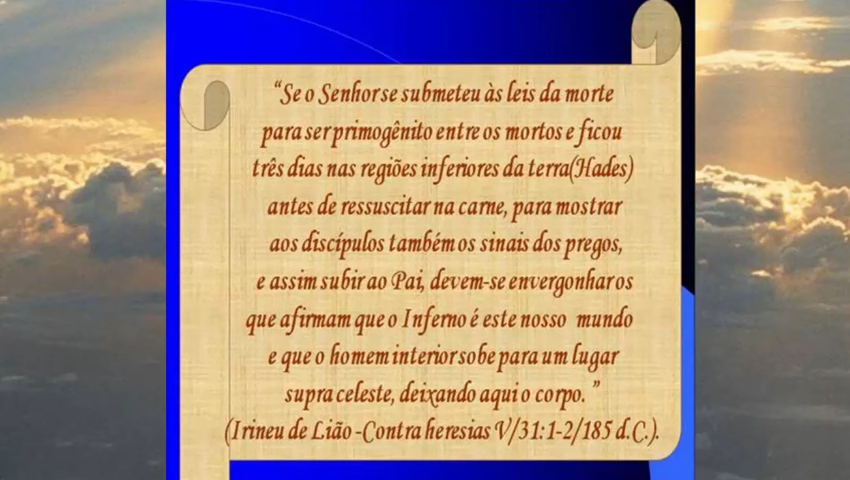 “Se o Senhor se submeteu às leis da morte
para ser primogênito entre os mortos e ficou
três dias nas regiões inferiores da terra(Hades)
antes de ressuscitar na carne, para mostrar
aos discípulos também os sinais dos pregos,
e assim subir ao Pai, devem-se envergonhar os
que afirmam que o Inferno é este nosso mundo
e que o homem interior sobe para um lugar
supra celeste, deixando aqui o corpo. ”
(Irineu de Lião -Contra heresias V/31:1-2/185 d.C.).